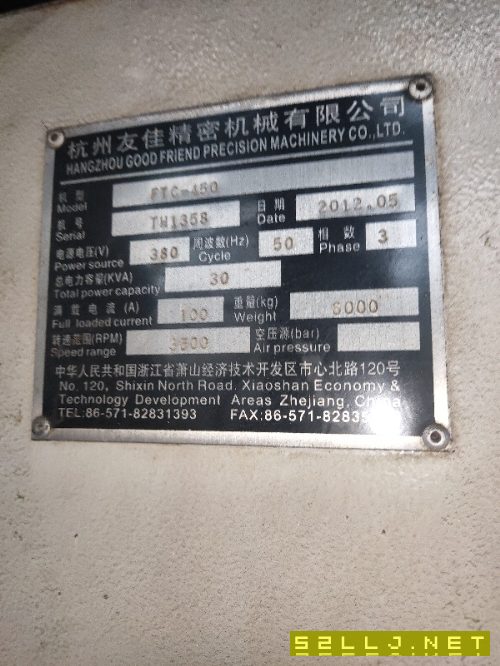 杭州友佳精密机械有限公司
HANGZHOU GOOD FRIEND PRECISION MACHINERY CO.,LTD.
机型 Model FTC-450
机号 Serial TW1358 日期 Date 2012.05
电源电压(V) Power source 380 周波数(Hz) Cycle 50 相数 Phase 3
总电力容量(KVA) Total power capacity 30
满载电流(A) Full loaded current 100 重量(kg) Weight
转速范围(RPM) Speed range 空压源(bar) Air pressure
中华人民共和国浙江省萧山经济技术开发区市心北路120号
No. 120, Shixin North Road. Xiaoshan Economy &
Technology Development Areas Zhejiang, China
TEL:86-571-82831393 FAX:86-571-8283
52LLJ.NET